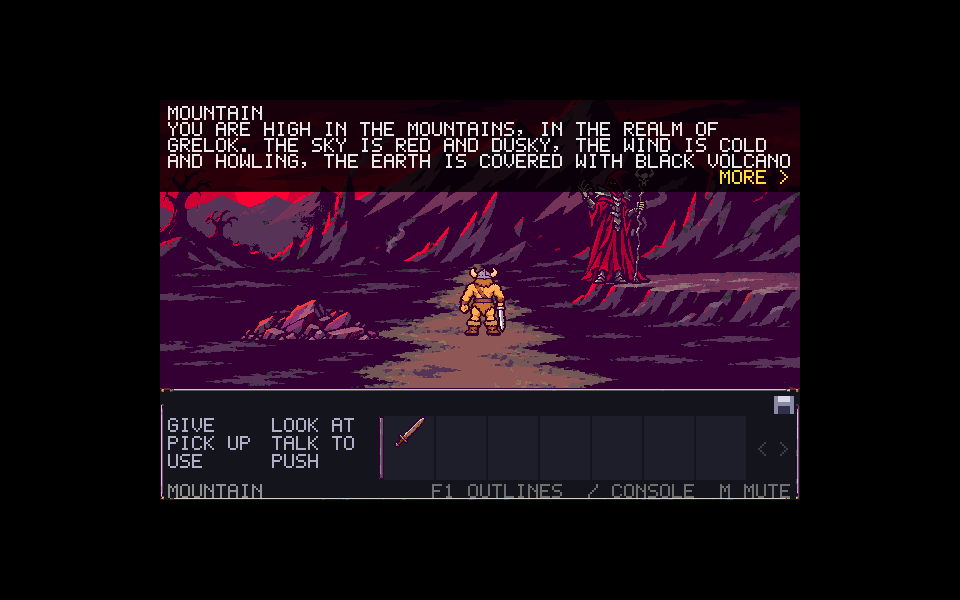 MOUNTAIN
YOU ARE HIGH IN THE MOUNTAINS, IN THE REALM OF
GRELOK. THE SKY IS RED AND DUSKY, THE WIND IS COLD
AND HOWLING, THE EARTH IS COVERED WITH BLACK VOLCANO
MORE >
GIVE LOOK AT
PICK UP TALK TO
USE PUSH
< >
MOUNTAIN F1 OUTLINES / CONSOLE M MUTE